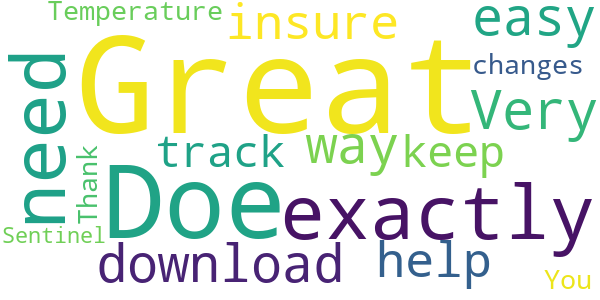 Temperature
insure
easy
Great
changes
need
Very
track
way
keep
Thank
Doe
exactly
Sentinel
download
help
You